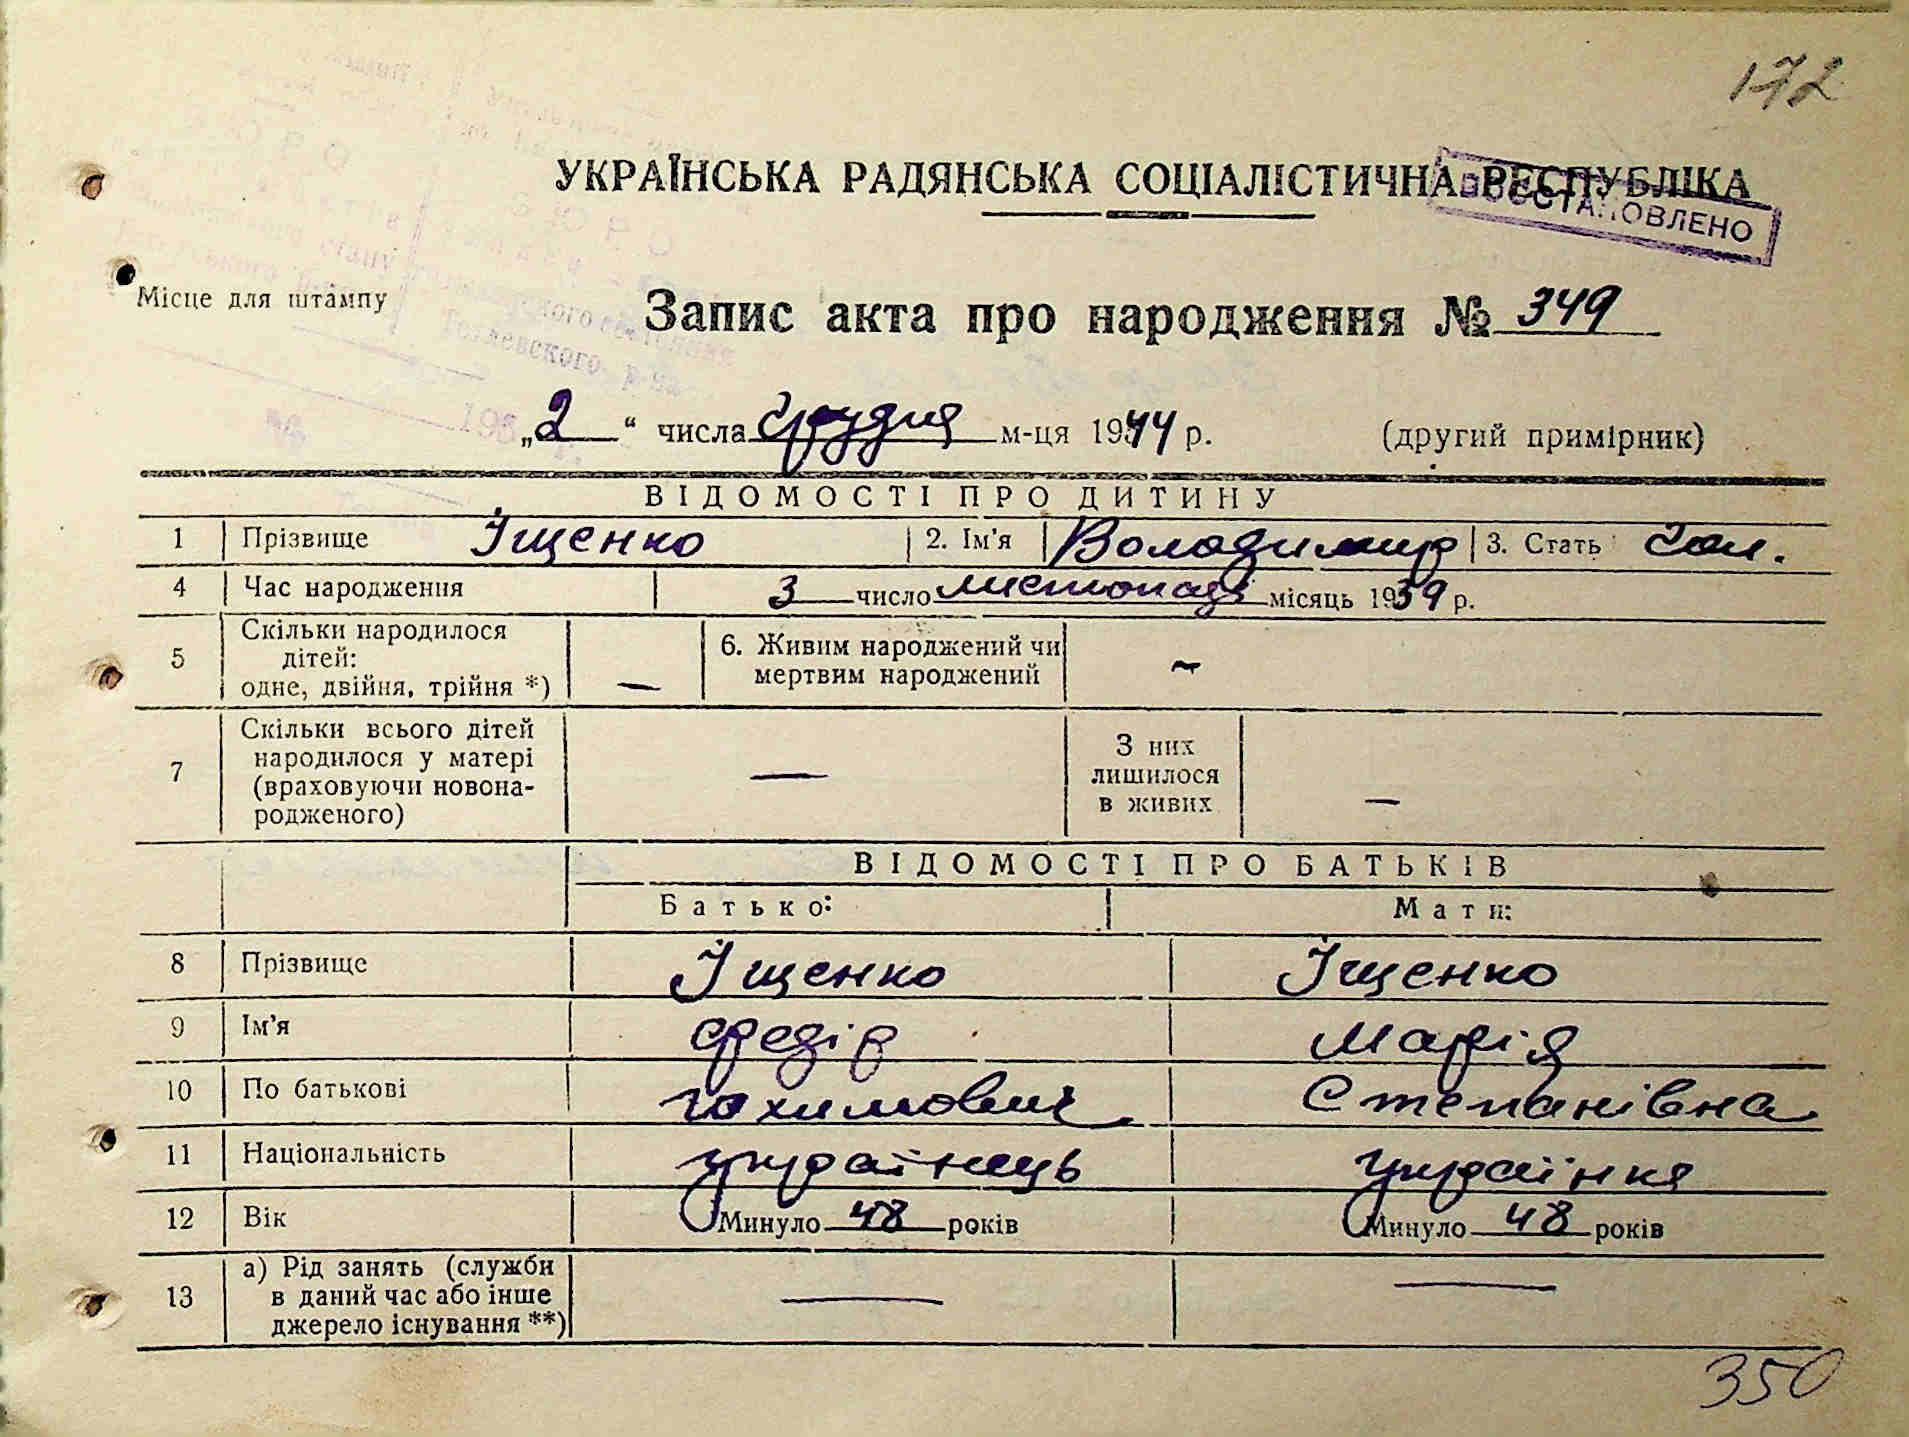 172
УКРАЇНСЬКА РАДЯНСЬКА СОЦІАЛІСТИЧНА РЕСПУБЛІКА
ВОССТАНОВЛЕНО
Місце для штампу
Запис акта про народження № 349
„2“ числа грудня м-ця 1944 р. (другий примірник)
ВІДОМОСТІ ПРО ДИТИНУ
1 Прізвище Іщенко 2. Ім'я Володимир 3. Стать чол.
4 Час народження 3 число листопада місяць 1939 р.
5 Скільки народилося дітей: одне, двійня, трійня *) — 6. Живим народжений чи мертвим народжений ~
7 Скільки всього дітей народилося у матері (враховуючи новонародженого) — З них лишилося в живих —
ВІДОМОСТІ ПРО БАТЬКІВ
Батько: Мати:
8 Прізвище Іщенко Іщенко
9 Ім'я Федір Марія
10 По батькові Юхимович Степанівна
11 Національність українець українка
12 Вік Минуло 48 років Минуло 48 років
13 а) Рід занять (служби в даний час або інше джерело існування **) — —
350